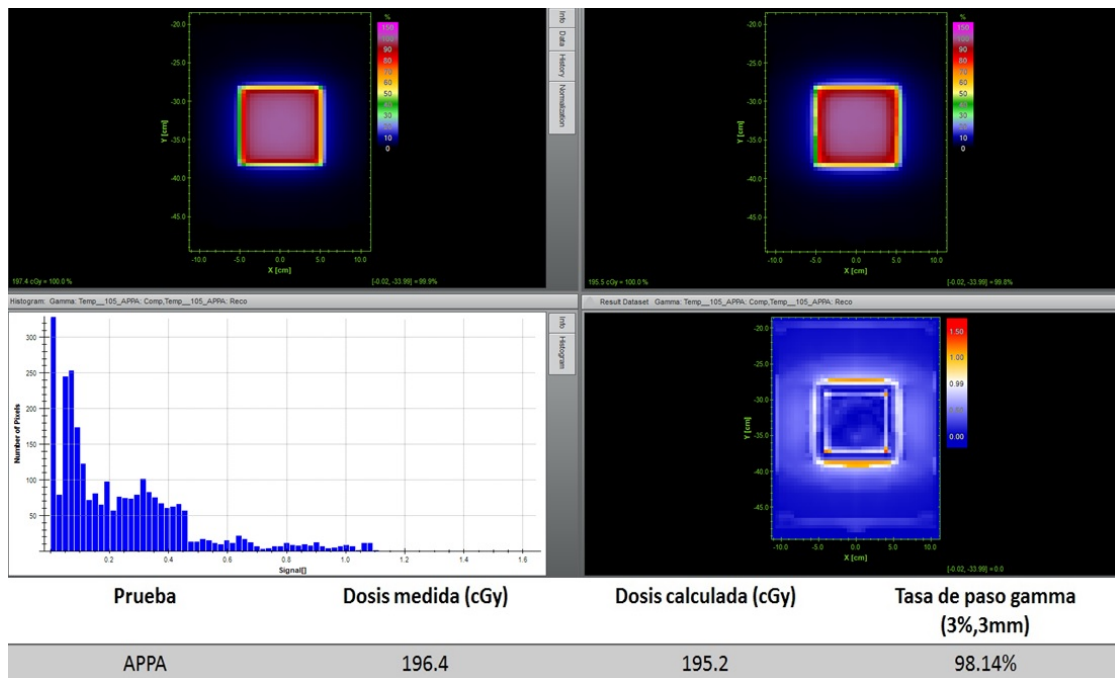 %
150
90
80
70
60
50
40
30
20
10
0
-20.0
-25.0
-30.0
-35.0
-40.0
-45.0
Y [cm]
-10.0 -5.0 0.0 5.0 10.0
X [cm]
197.4 cGy = 100.0 % [-0.02, -33.99] = 99.9%
Info
Data
History
Normalization
%
150
90
80
70
60
50
40
30
20
10
0
-20.0
-25.0
-30.0
-35.0
-40.0
-45.0
Y [cm]
-10.0 -5.0 0.0 5.0 10.0
X [cm]
195.5 cGy = 100.0 % [-0.02, -33.99] = 99.8%
Histogram: Gamma: Temp__105_APPA: Comp,Temp__105_APPA: Reco
300
250
200
150
100
50
Number of Pixels
0.2 0.4 0.6 0.8 1.0 1.2 1.4 1.6
Signal[]
Info
Histogram
Result Dataset Gamma: Temp__105_APPA: Comp,Temp__105_APPA: Reco
1.50
1.00
0.99
0.00
-20.0
-25.0
-30.0
-35.0
-40.0
-45.0
Y [cm]
-10.0 -5.0 0.0 5.0 10.0
X [cm]
[-0.02, -33.99] = 0.0
Prueba Dosis medida (cGy) Dosis calculada (cGy) Tasa de paso gamma
(3%,3mm)
APPA 196.4 195.2 98.14%